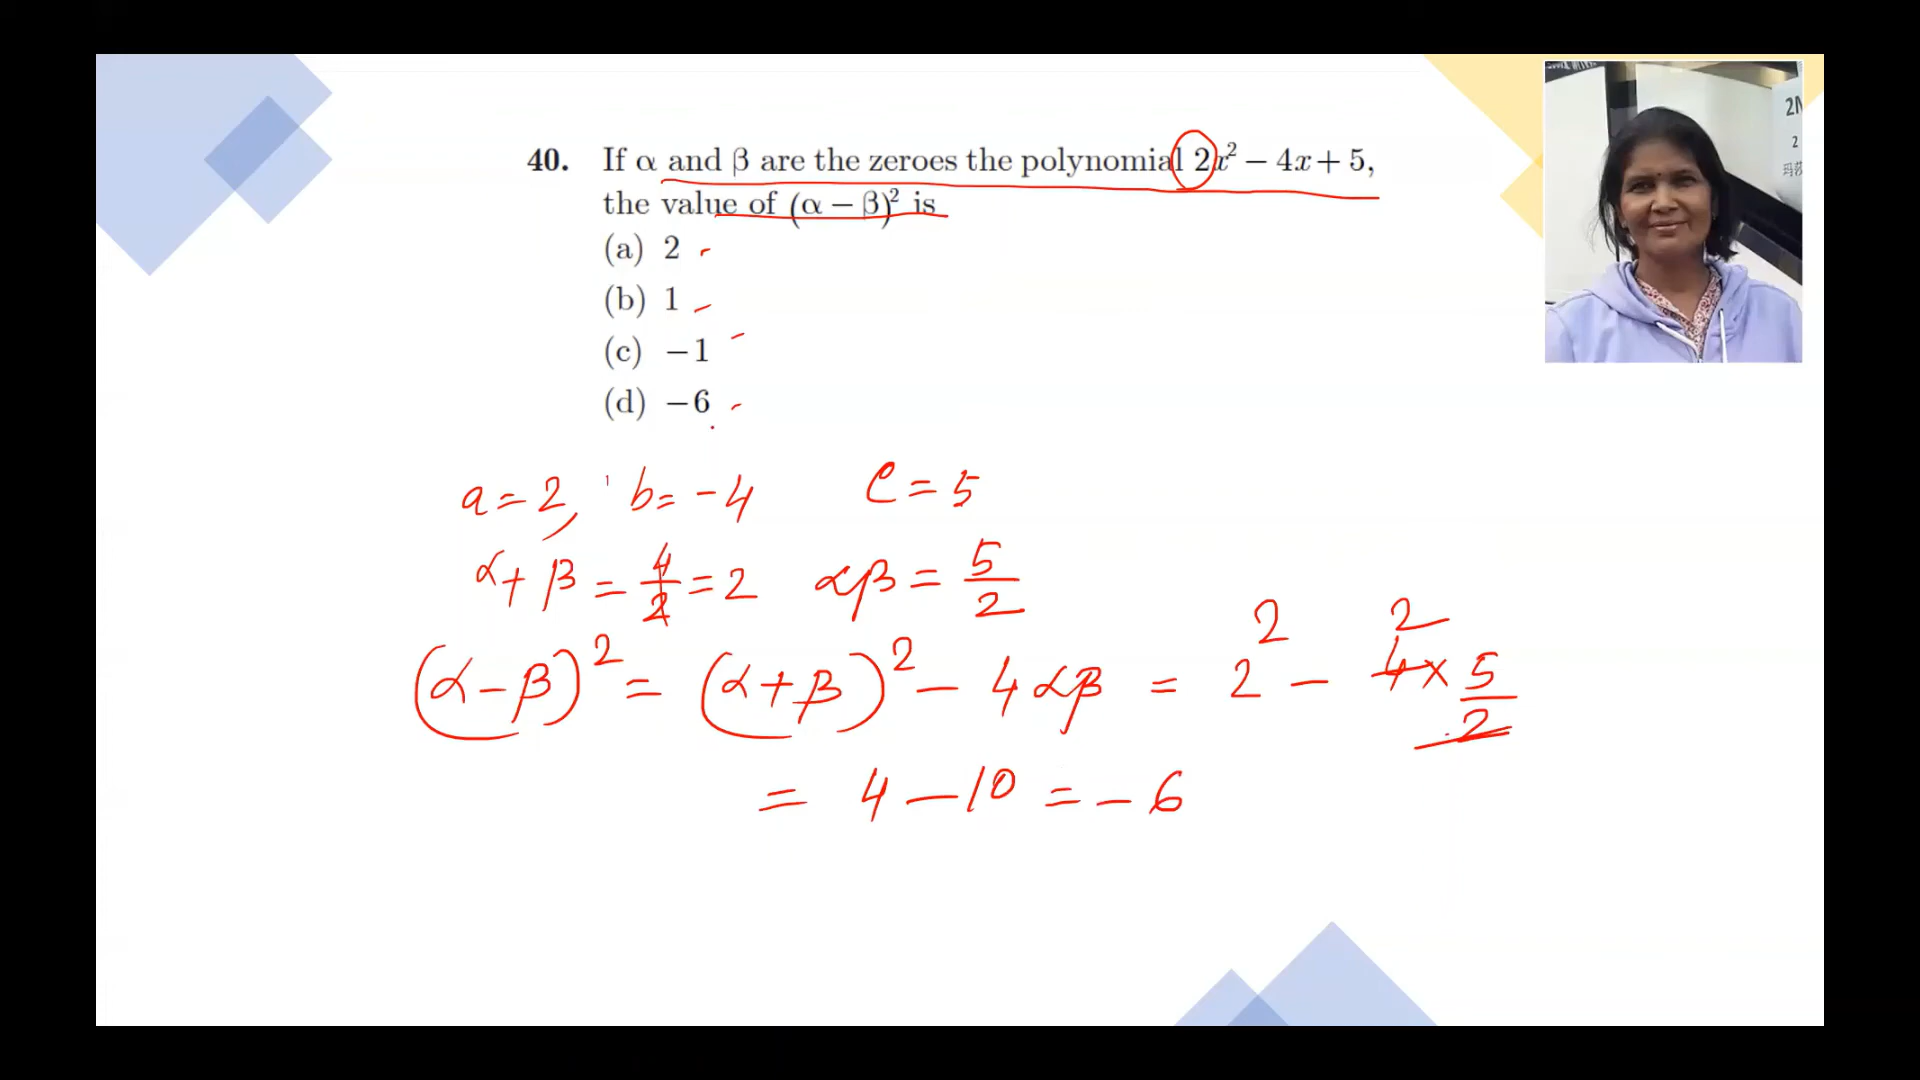 40. If α and β are the zeroes the polynomial 2x² − 4x + 5,
the value of (α − β)² is
(a) 2
(b) 1
(c) −1
(d) −6
a = 2, b = −4 c = 5
α + β = 4/2 = 2 αβ = 5/2
(α − β)² = (α + β)² − 4αβ = 2² − 4 × 5/2
2
= 4 − 10 = −6
2